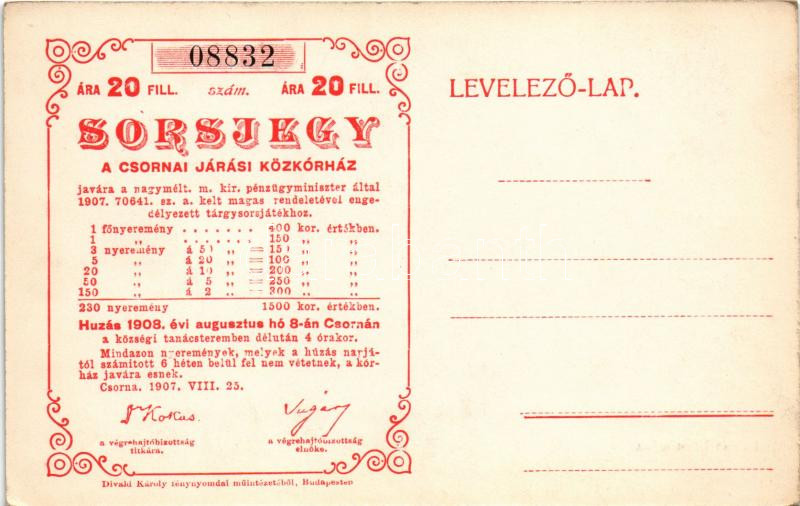 08832
ÁRA 20 FILL. szám. ÁRA 20 FILL.
SORSJEGY
A CSORNAI JÁRÁSI KÖZKÓRHÁZ
javára a nagymélt. m. kir. pénzügyminiszter által
1907. 70641. sz. a. kelt magas rendeletével enge-
délyezett tárgysorsjátékhoz.
1 főnyeremény . . . . . . . 400 kor. értékben.
1 „ . . . . . . . 150 „ „
3 nyeremény á 50 „ = 150 „ „
5 „ á 20 „ = 100 „ „
20 „ á 10 „ = 200 „ „
50 „ á 5 „ = 250 „ „
150 „ á 2 „ = 300 „ „
230 nyeremény 1500 kor. értékben.
Huzás 1908. évi augusztus hó 8-án Csornán
a községi tanácsteremben délután 4 órakor.
Mindazon nyeremények, melyek a húzás napjá-
tól számított 6 héten belül fel nem vétetnek, a kór-
ház javára esnek.
Csorna. 1907. VIII. 25.
a végrehajtóbizottság
titkára.
a végrehajtóbizottság
elnöke.
Divald Károly fénynyomdai műintézetéből, Budapesten
LEVELEZŐ-LAP.